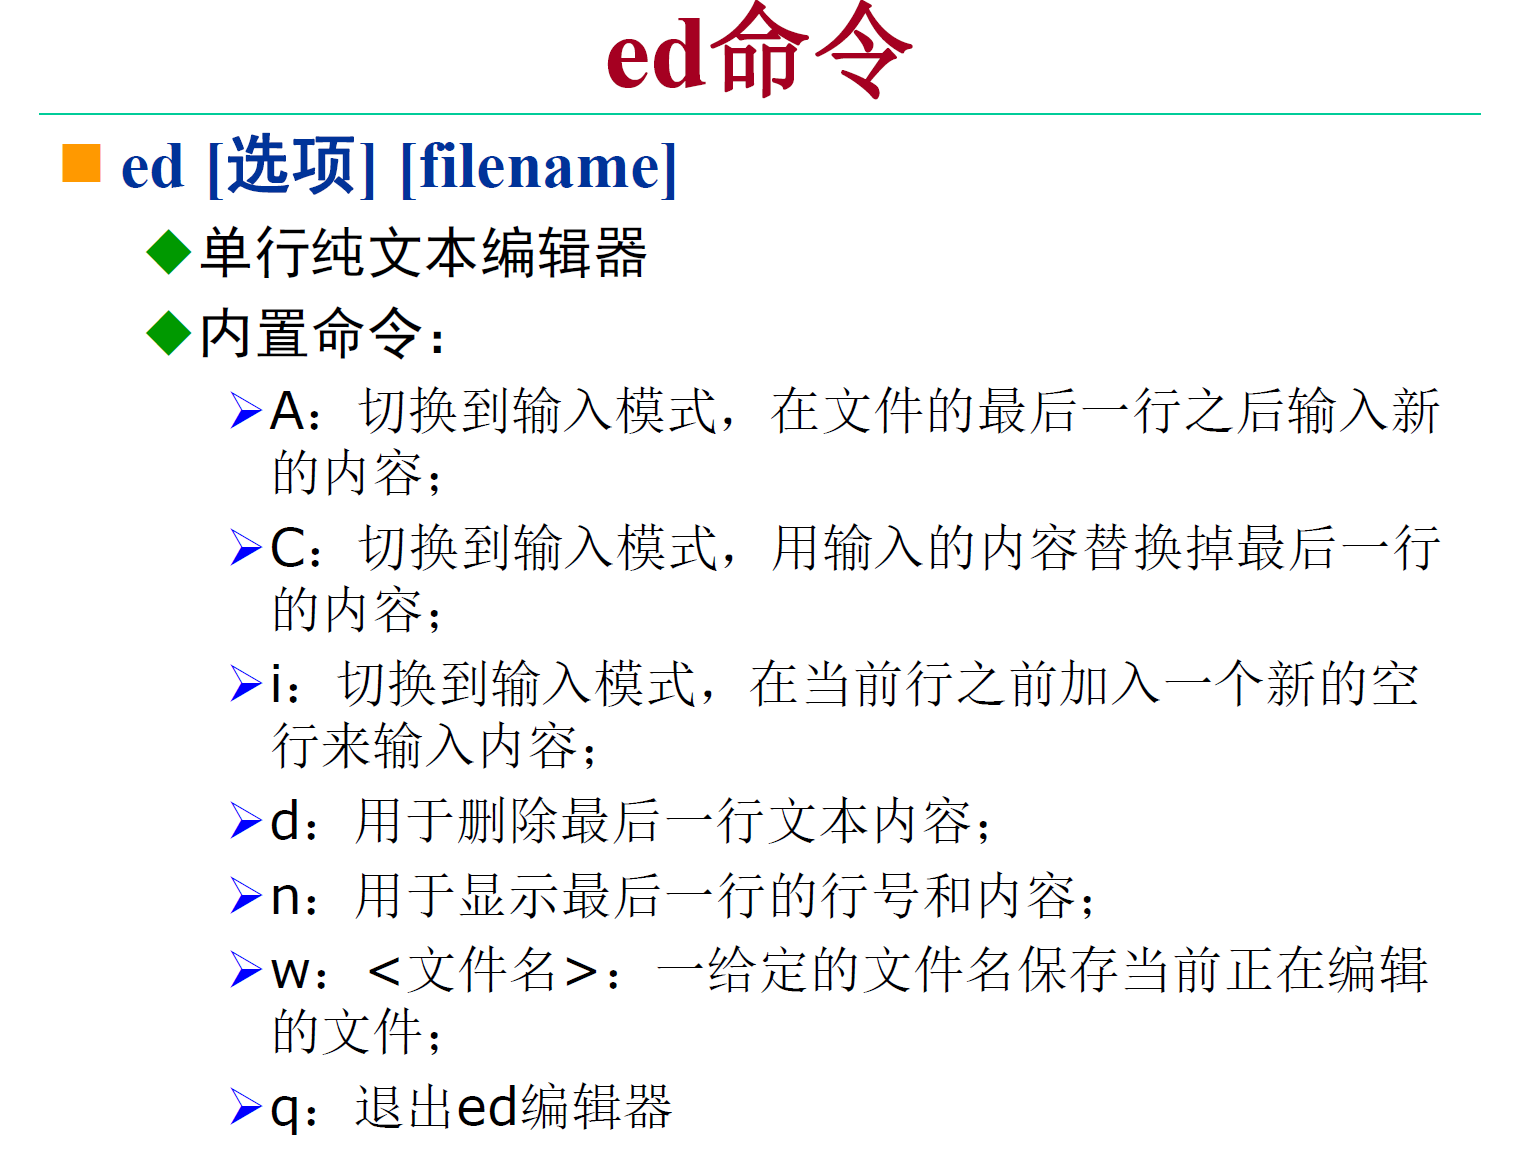 ed命令
ed [选项] [filename]
单行纯文本编辑器
内置命令：
A：切换到输入模式，在文件的最后一行之后输入新
的内容；
C：切换到输入模式，用输入的内容替换掉最后一行
的内容；
i：切换到输入模式，在当前行之前加入一个新的空
行来输入内容；
d：用于删除最后一行文本内容；
n：用于显示最后一行的行号和内容；
w：<文件名>：一给定的文件名保存当前正在编辑
的文件；
q：退出ed编辑器